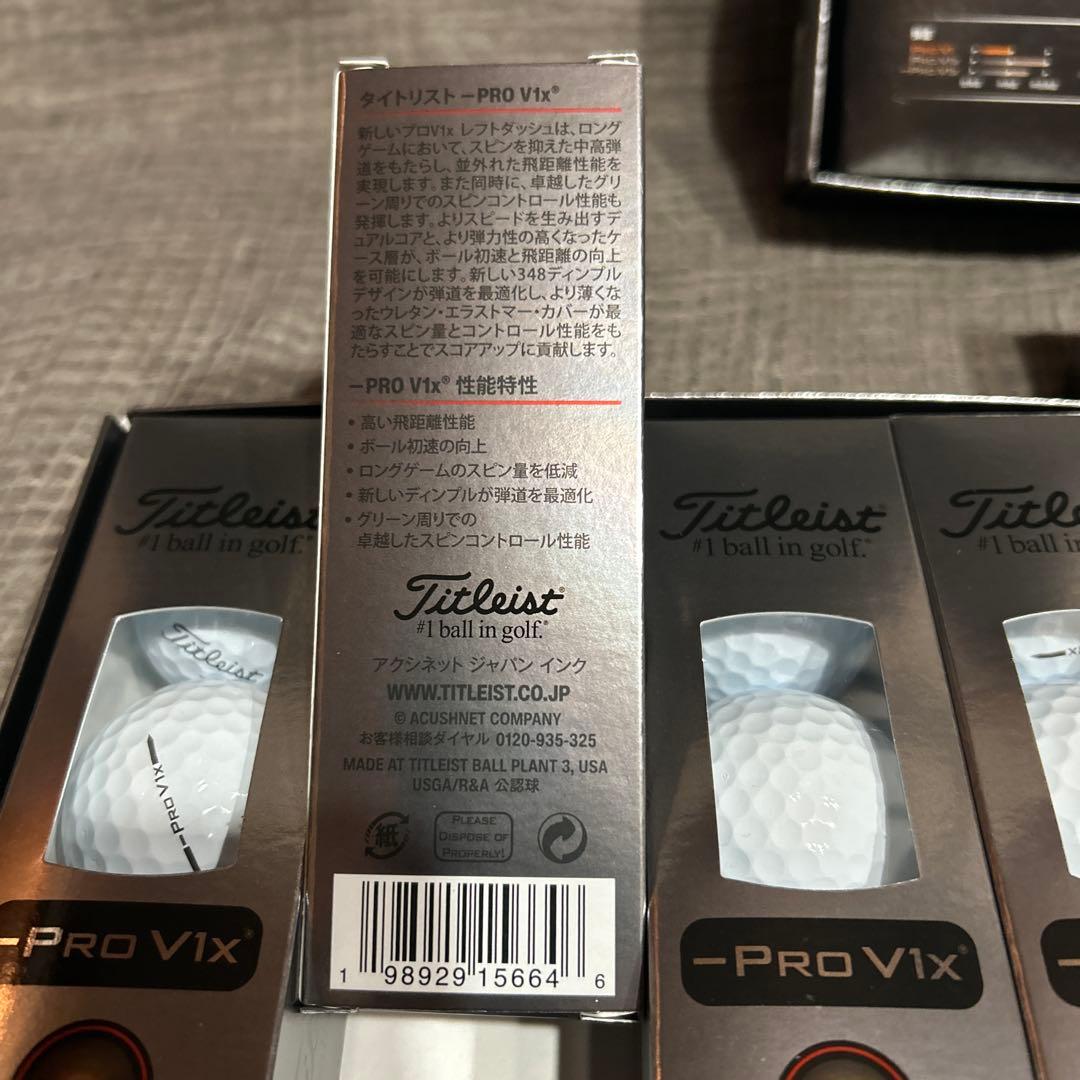 タイトリスト －PRO V1x®
新しいプロV1x レフトダッシュは、ロング
ゲームにおいて、スピンを抑えた中高弾
道をもたらし、並外れた飛距離性能を
実現します。また同時に、卓越したグリ
ーン周りでのスピンコントロール性能も
発揮します。よりスピードを生み出すデ
ュアルコアと、より弾力性の高くなったケ
ース層が、ボール初速と飛距離の向上
を可能にします。新しい348ディンプル
デザインが弾道を最適化し、より薄くな
ったウレタン・エラストマー・カバーが最
適なスピン量とコントロール性能をも
たらすことでスコアアップに貢献します。
－PRO V1x® 性能特性
• 高い飛距離性能
• ボール初速の向上
• ロングゲームのスピン量を低減
• 新しいディンプルが弾道を最適化
• グリーン周りでの
卓越したスピンコントロール性能
Titleist®
#1 ball in golf.®
アクシネット ジャパン インク
WWW.TITLEIST.CO.JP
© ACUSHNET COMPANY
お客様相談ダイヤル 0120-935-325
MADE AT TITLEIST BALL PLANT 3, USA
USGA/R&A 公認球
紙
PLEASE
DISPOSE OF
PROPERLY!
1 98929 15664 6
Titleist
#1 ball in golf.®
Titleist
－PRO V1x
－PRO V1x®
Titleist®
#1 ball in golf.®
－PRO V1x®
Title
#1 ball in